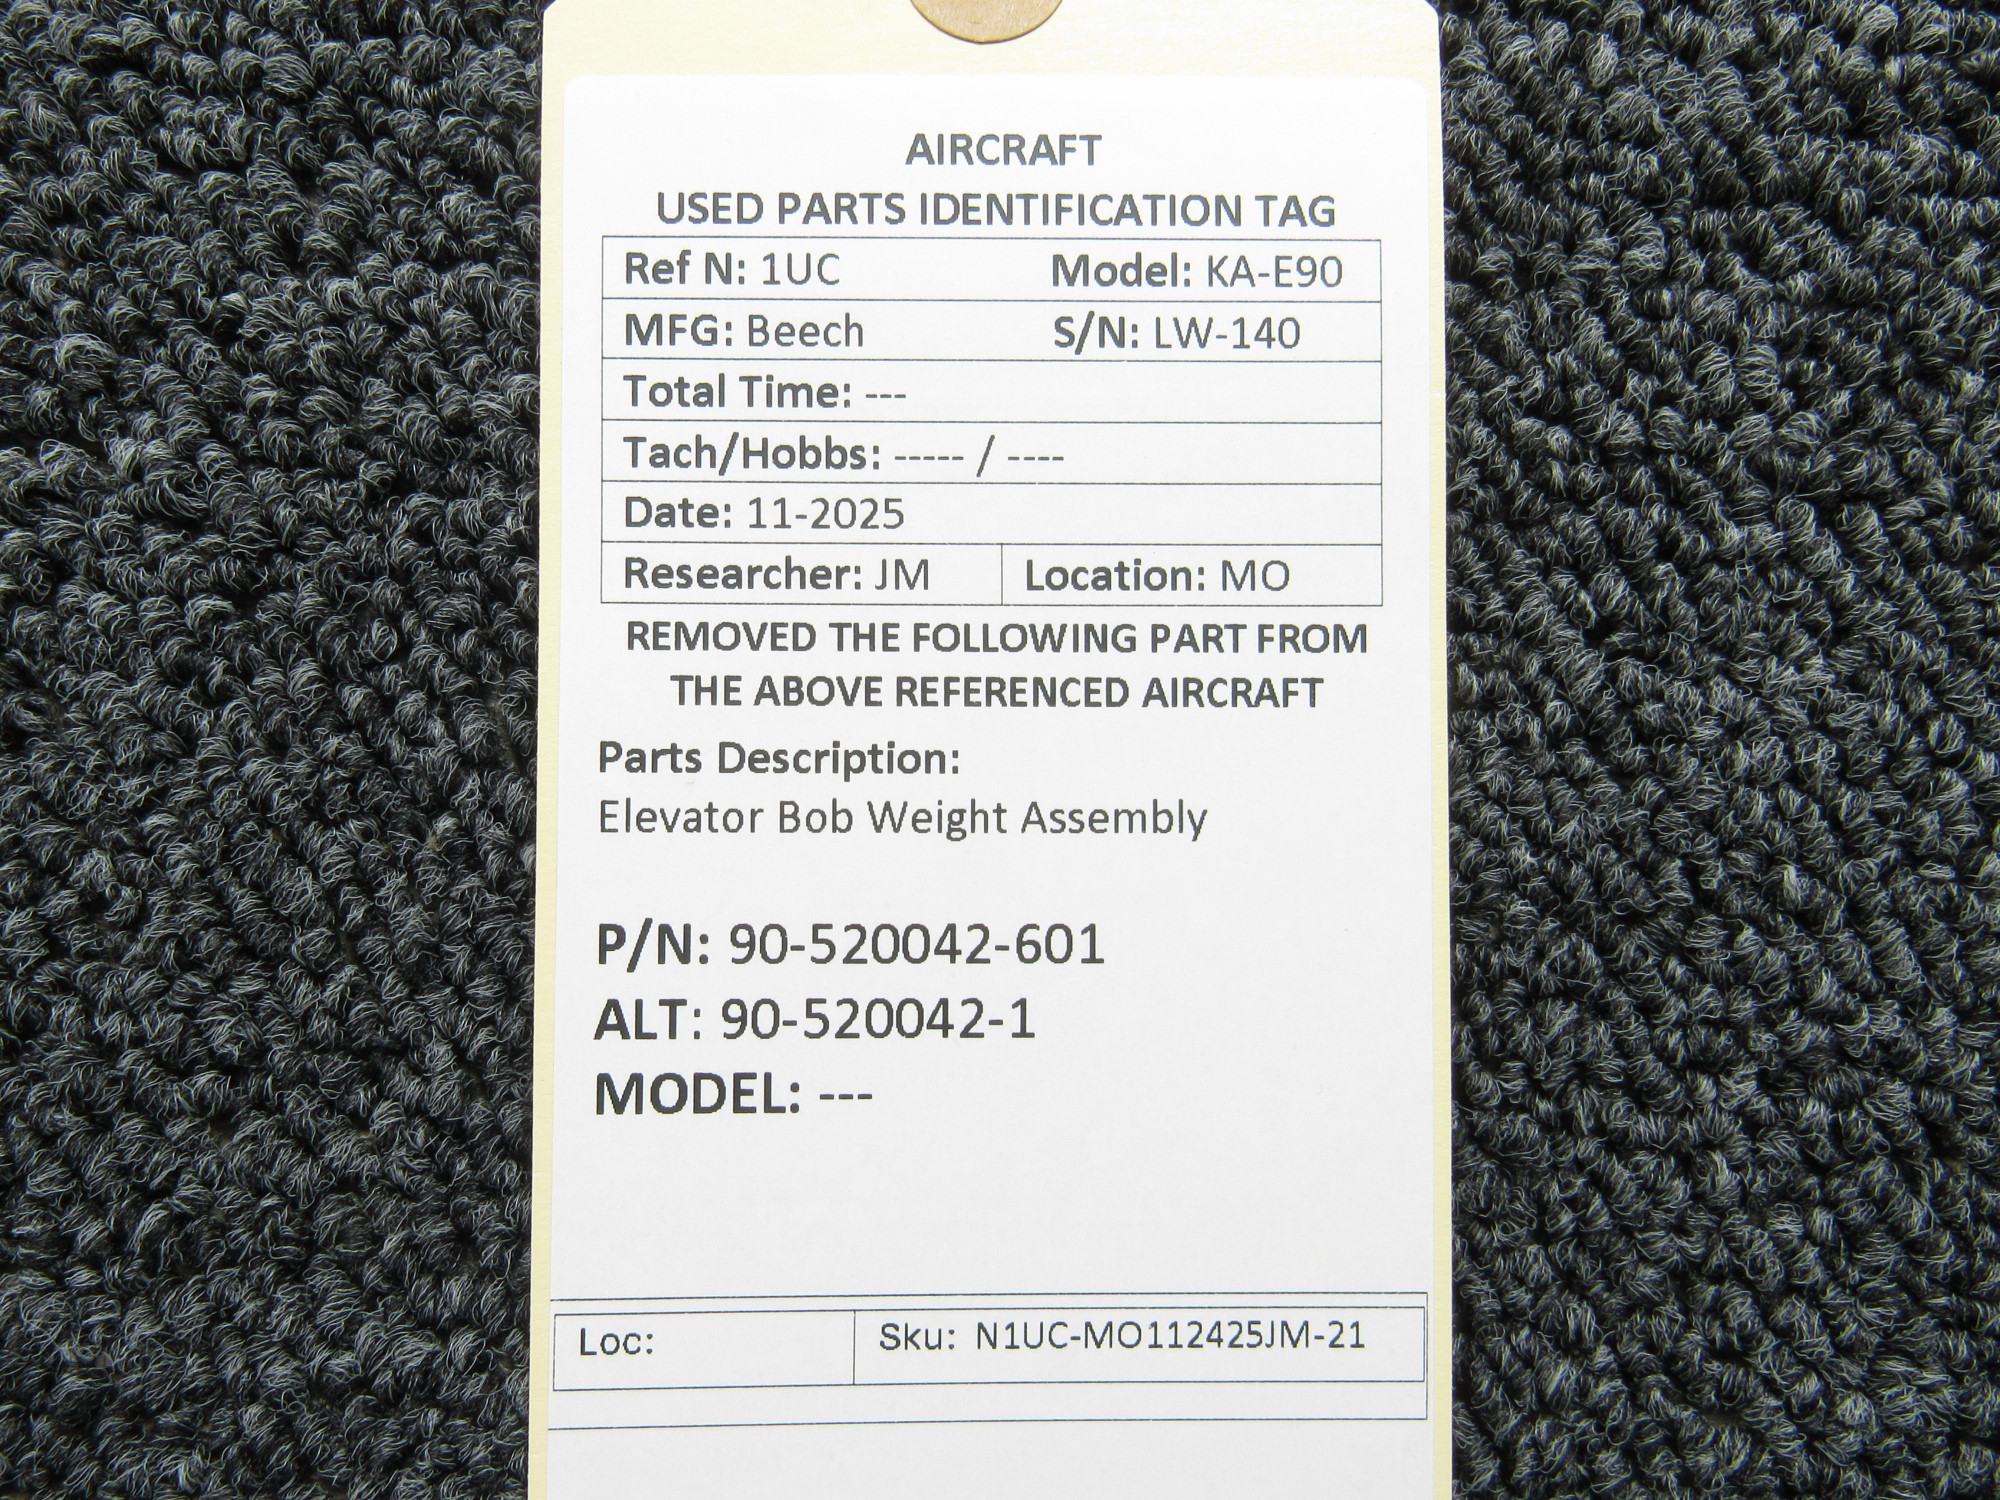 AIRCRAFT
USED PARTS IDENTIFICATION TAG
Ref N: 1UC Model: KA-E90
MFG: Beech S/N: LW-140
Total Time: ---
Tach/Hobbs: ----- / ----
Date: 11-2025
Researcher: JM Location: MO
REMOVED THE FOLLOWING PART FROM
THE ABOVE REFERENCED AIRCRAFT
Parts Description:
Elevator Bob Weight Assembly
P/N: 90-520042-601
ALT: 90-520042-1
MODEL: ---
Loc: Sku: N1UC-MO112425JM-21